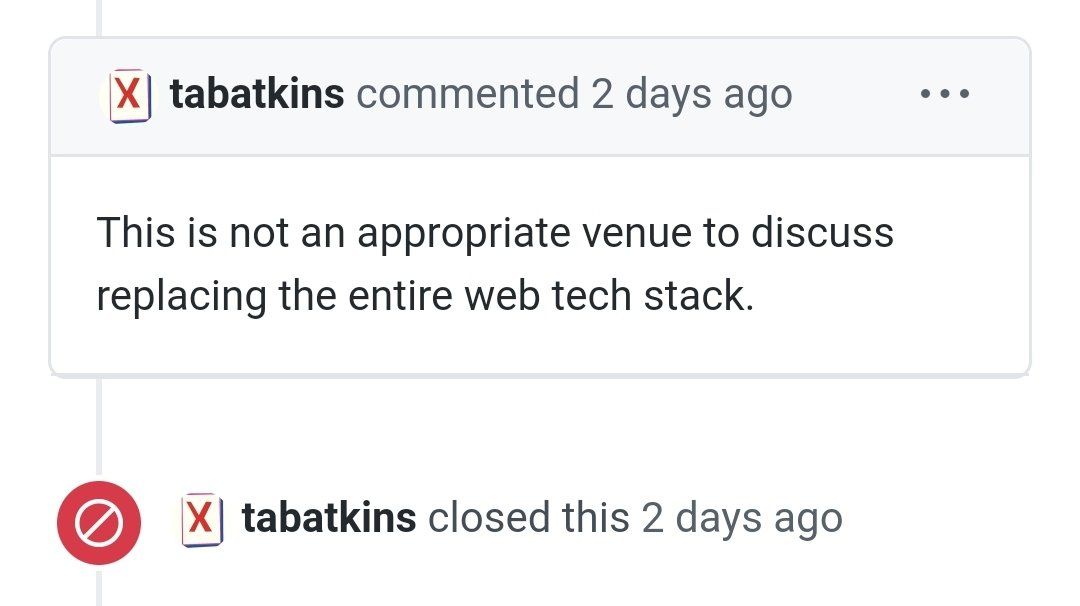 X tabatkins commented 2 days ago
This is not an appropriate venue to discuss
replacing the entire web tech stack.
X tabatkins closed this 2 days ago